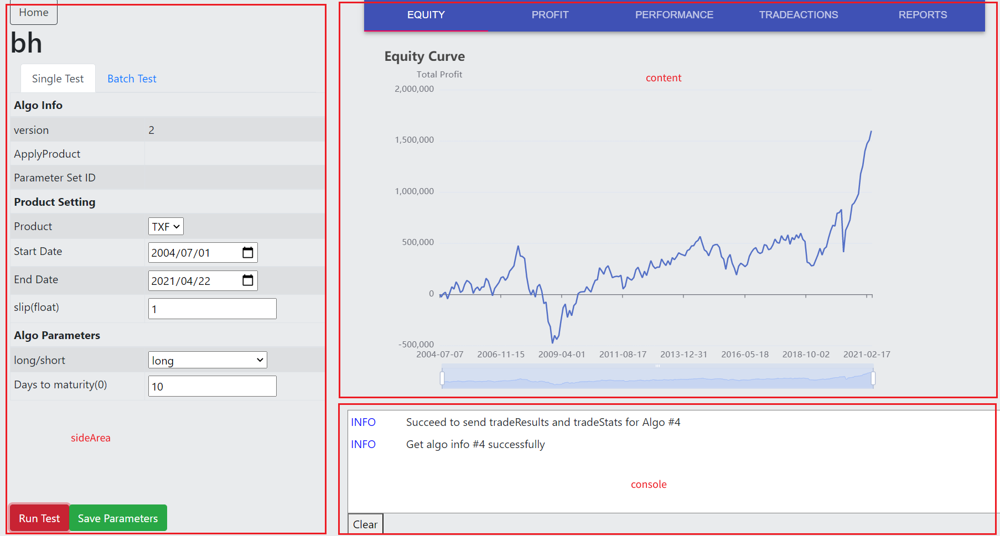 Home
bh
Single Test Batch Test
Algo Info
version 2
ApplyProduct
Parameter Set ID
Product Setting
Product TXF
Start Date 2004/07/01
End Date 2021/04/22
slip(float) 1
Algo Parameters
long/short long
Days to maturity(0) 10
sideArea
Run Test Save Parameters
EQUITY PROFIT PERFORMANCE TRADEACTIONS REPORTS
Equity Curve
Total Profit
content
2,000,000
1,500,000
1,000,000
500,000
0
-500,000
2004-07-07 2006-11-15 2009-04-01 2011-08-17 2013-12-31 2016-05-18 2018-10-02 2021-02-17
INFO Succeed to send tradeResults and tradeStats for Algo #4
INFO Get algo info #4 successfully
console
Clear